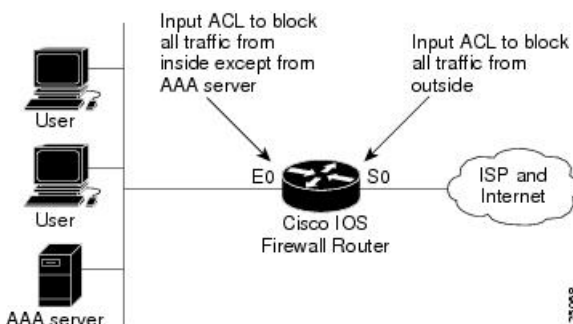 Input ACL to block
all traffic from
inside except from
AAA server
Input ACL to block
all traffic from
outside
User
User
AAA server
E0
S0
Cisco IOS
Firewall Router
ISP and
Internet